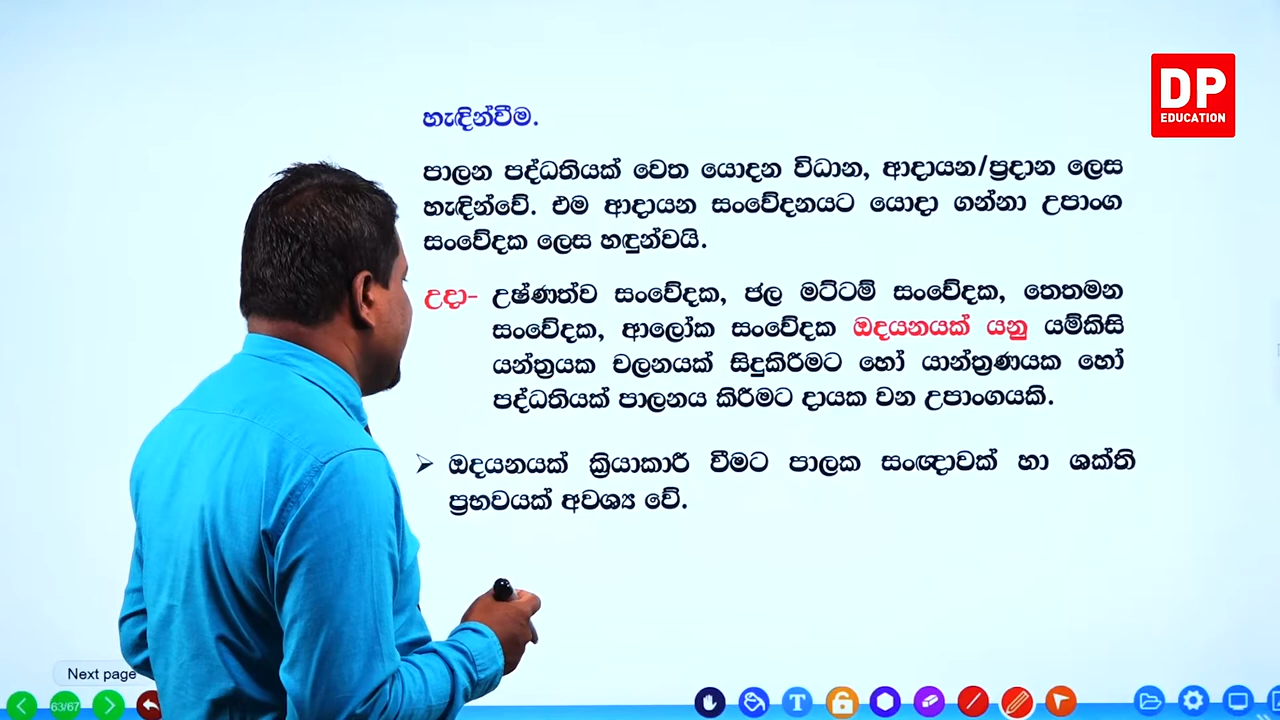 DP
EDUCATION
හැඳින්වීම.
පාලන පද්ධතියක් වෙත යොදන විධාන, ආදායන/ප්‍රදාන ලෙස
හැඳින්වේ. එම ආදායන සංවේදනයට යොදා ගන්නා උපාංග
සංවේදක ලෙස හඳුන්වයි.
උදා- උෂ්ණත්ව සංවේදක, ජල මට්ටම් සංවේදක, තෙතමන
සංවේදක, ආලෝක සංවේදක ඔදයනයක් යනු යම්කිසි
යන්ත්‍රයක චලනයක් සිදුකිරීමට හෝ යාන්ත්‍රණයක හෝ
පද්ධතියක් පාලනය කිරීමට දායක වන උපාංගයකි.
➢ ඔදයනයක් ක්‍රියාකාරී වීමට පාලක සංඥාවක් හා ශක්ති
ප්‍රභවයක් අවශ්‍ය වේ.
Next page
63/67
T